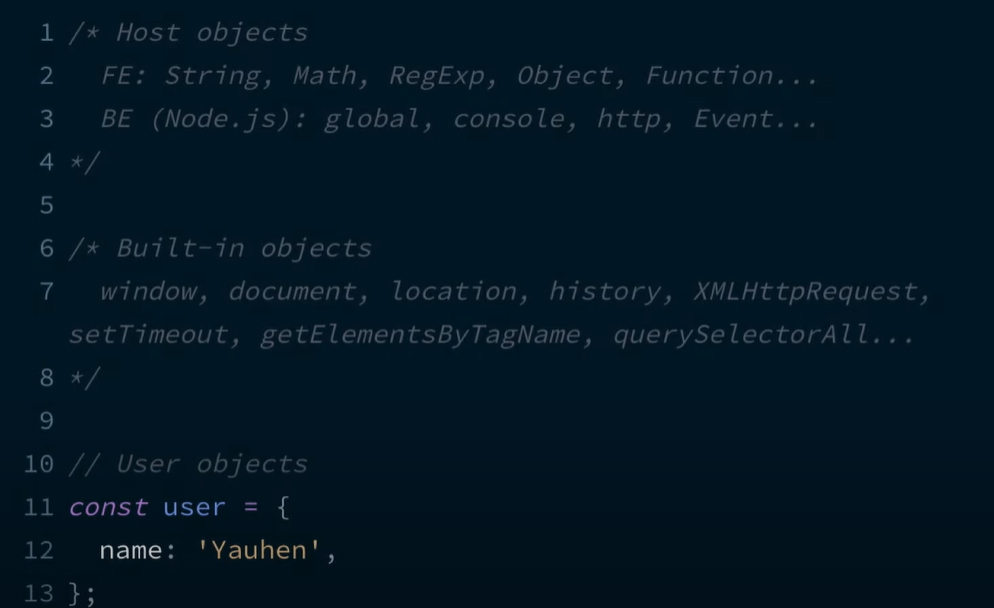 1 /* Host objects
2 FE: String, Math, RegExp, Object, Function...
3 BE (Node.js): global, console, http, Event...
4 */
5
6 /* Built-in objects
7 window, document, location, history, XMLHttpRequest,
setTimeout, getElementsByTagName, querySelectorAll...
8 */
9
10 // User objects
11 const user = {
12 name: 'Yauhen',
13 };